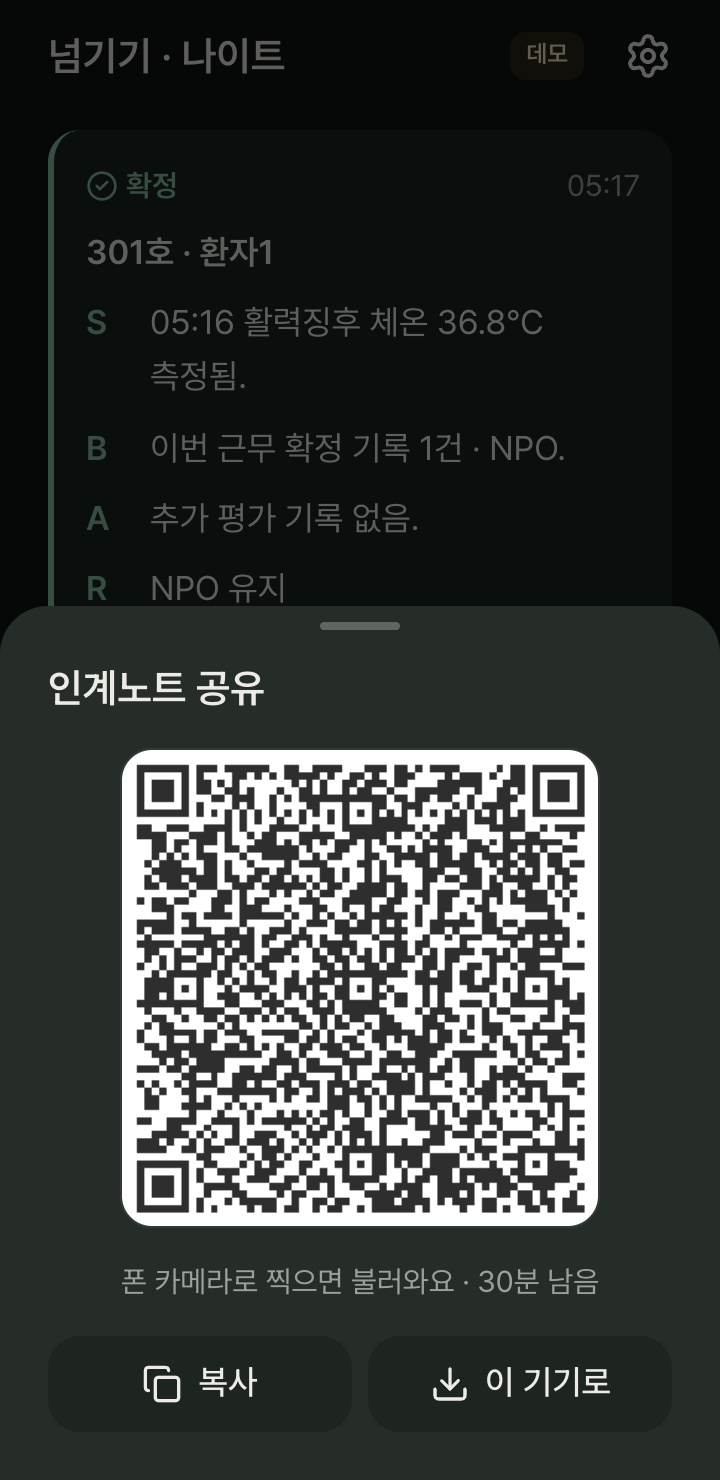 넘기기 · 나이트
데모
확정
05:17
301호 · 환자1
S 05:16 활력징후 체온 36.8°C
측정됨.
B 이번 근무 확정 기록 1건 · NPO.
A 추가 평가 기록 없음.
R NPO 유지
인계노트 공유
폰 카메라로 찍으면 불러와요 · 30분 남음
복사
이 기기로